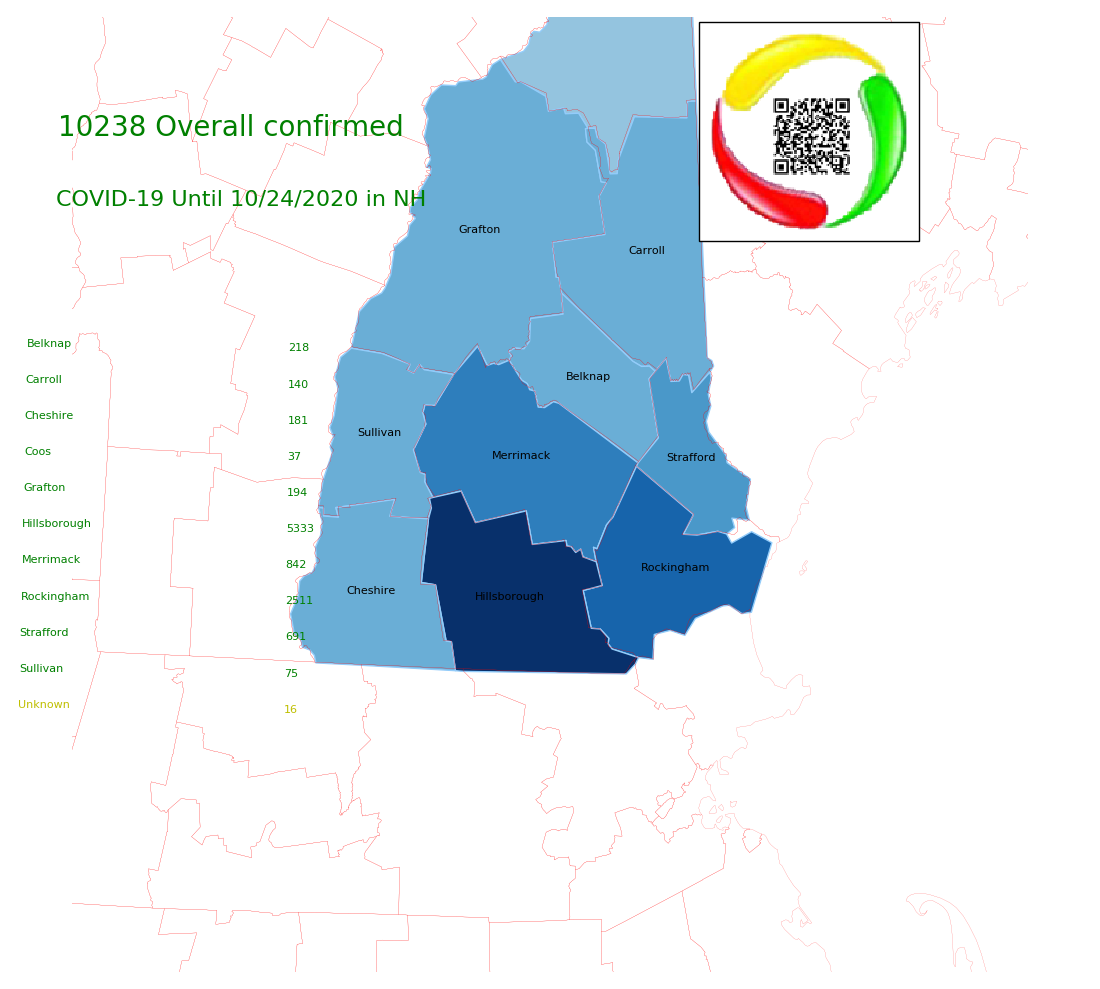 10238 Overall confirmed
COVID-19 Until 10/24/2020 in NH
Grafton
Carroll
Belknap 218
Carroll 140
Cheshire 181
Coos 37
Grafton 194
Hillsborough 5333
Merrimack 842
Rockingham 2511
Strafford 691
Sullivan 75
Unknown 16
Belknap
Sullivan
Merrimack
Strafford
Rockingham
Cheshire
Hillsborough